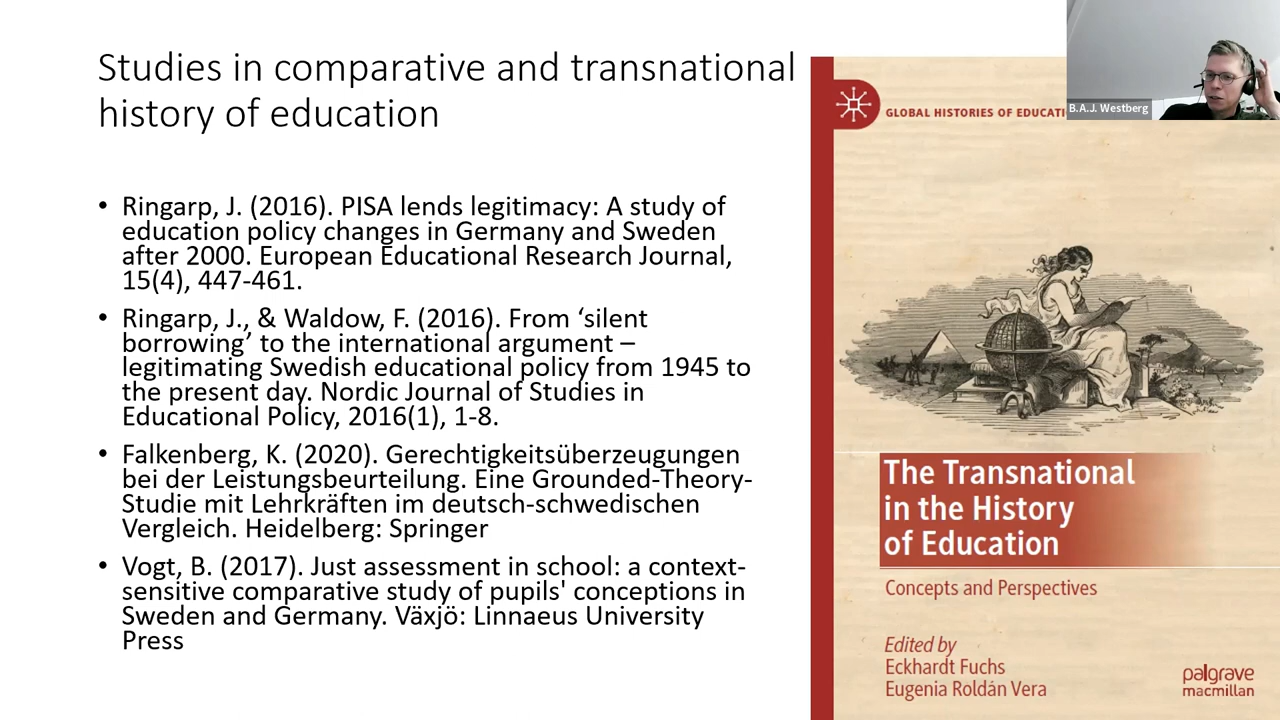 Studies in comparative and transnational
history of education
• Ringarp, J. (2016). PISA lends legitimacy: A study of
education policy changes in Germany and Sweden
after 2000. European Educational Research Journal,
15(4), 447-461.
• Ringarp, J., & Waldow, F. (2016). From ‘silent
borrowing’ to the international argument –
legitimating Swedish educational policy from 1945 to
the present day. Nordic Journal of Studies in
Educational Policy, 2016(1), 1-8.
• Falkenberg, K. (2020). Gerechtigkeitsüberzeugungen
bei der Leistungsbeurteilung. Eine Grounded-Theory-
Studie mit Lehrkräften im deutsch-schwedischen
Vergleich. Heidelberg: Springer
• Vogt, B. (2017). Just assessment in school: a context-
sensitive comparative study of pupils' conceptions in
Sweden and Germany. Växjö: Linnaeus University
Press
B.A.J. Westberg
GLOBAL HISTORIES OF EDUCATI
The Transnational
in the History
of Education
Concepts and Perspectives
Edited by
Eckhardt Fuchs
Eugenia Roldán Vera
palgrave
macmillan